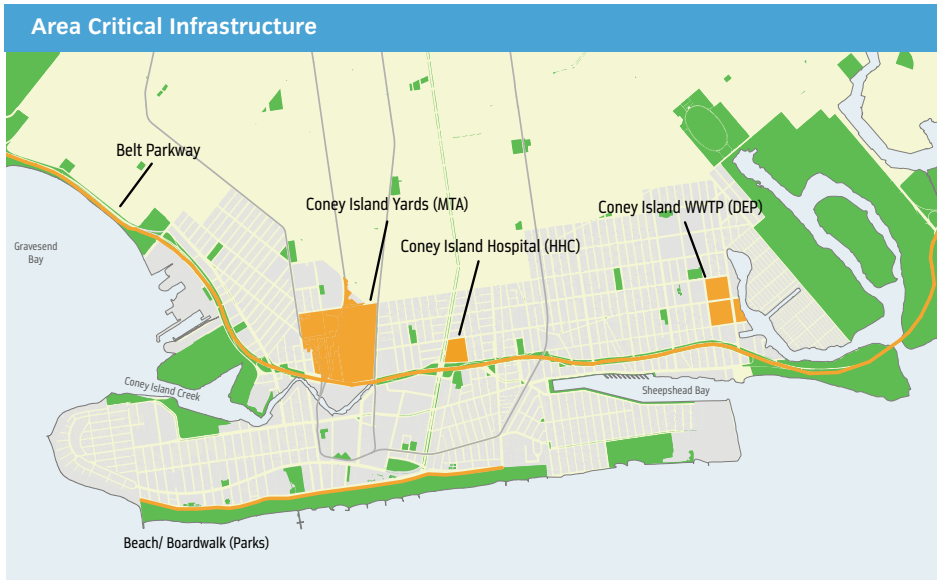 Area Critical Infrastructure
Belt Parkway
Coney Island Yards (MTA)
Coney Island WWTP (DEP)
Gravesend
Bay
Coney Island Hospital (HHC)
Coney Island Creek
Sheepshead Bay
Beach/ Boardwalk (Parks)